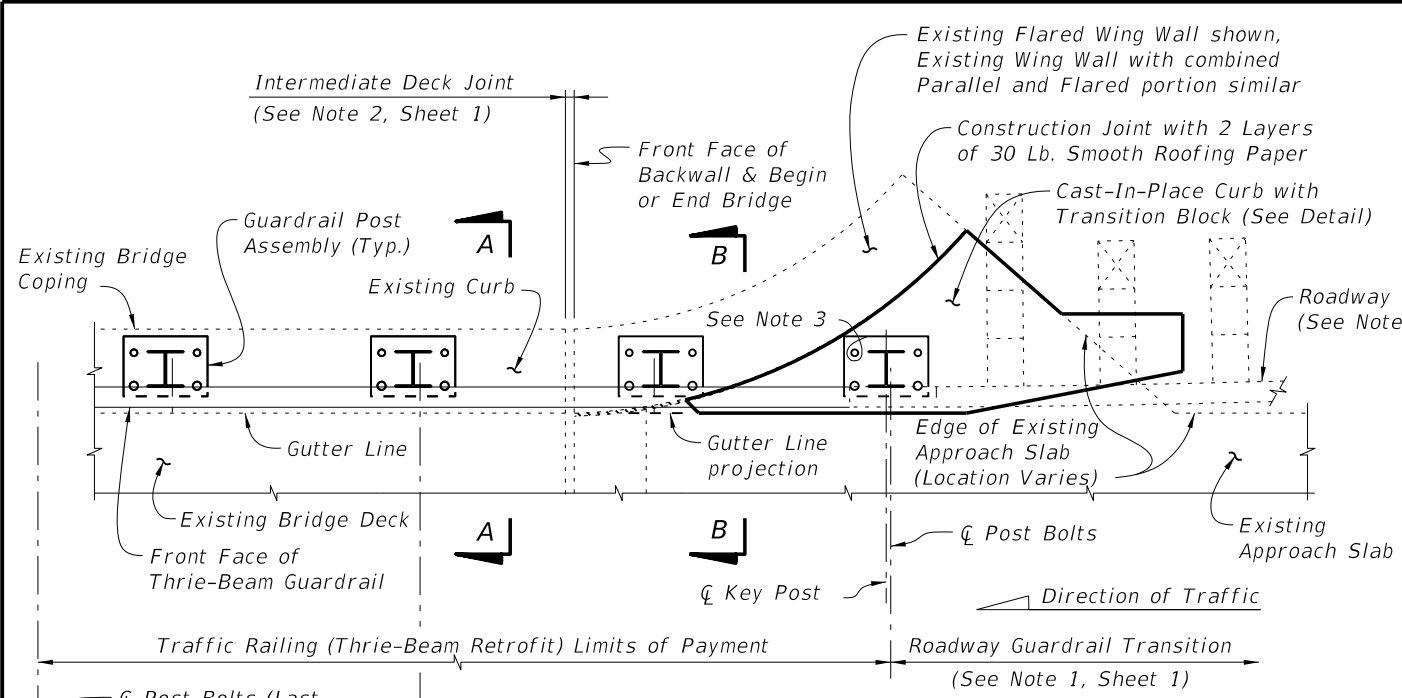 Existing Flared Wing Wall shown,
Existing Wing Wall with combined
Parallel and Flared portion similar
Intermediate Deck Joint
(See Note 2, Sheet 1)
Construction Joint with 2 Layers
of 30 Lb. Smooth Roofing Paper
Front Face of
Backwall & Begin
or End Bridge
Cast-In-Place Curb with
Transition Block (See Detail)
Guardrail Post
Assembly (Typ.)
A
B
Existing Bridge
Coping
Existing Curb
See Note 3
Roadway
(See Note
Gutter Line
Gutter Line
projection
Edge of Existing
Approach Slab
(Location Varies)
Existing Bridge Deck
A
B
Existing
Approach Slab
Front Face of
Thrie-Beam Guardrail
℄ Post Bolts
℄ Key Post
Direction of Traffic
Traffic Railing (Thrie-Beam Retrofit) Limits of Payment
Roadway Guardrail Transition
(See Note 1, Sheet 1)
℄ Post Bolts (Last